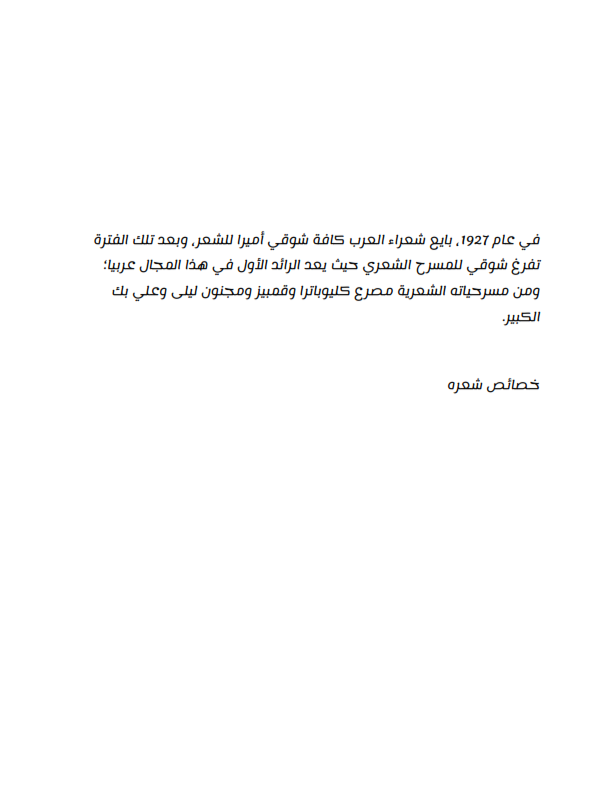 في عام 1927، بايع شعراء العرب كافة شوقي أميرا للشعر، وبعد تلك الفترة
تفرغ شوقي للمسرح الشعري حيث يعد الرائد الأول في هذا المجال عربيا؛
ومن مسرحياته الشعرية مصرع كليوباترا وقمبيز ومجنون ليلى وعلي بك
الكبير.
خصائص شعره